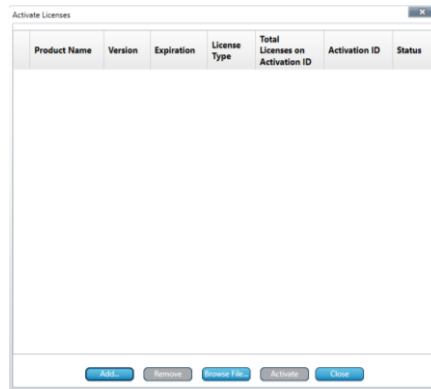 Activate Licenses
Product Name Version Expiration License Type Total Licenses on Activation ID Activation ID Status
Add... Remove Browse File... Activate Close